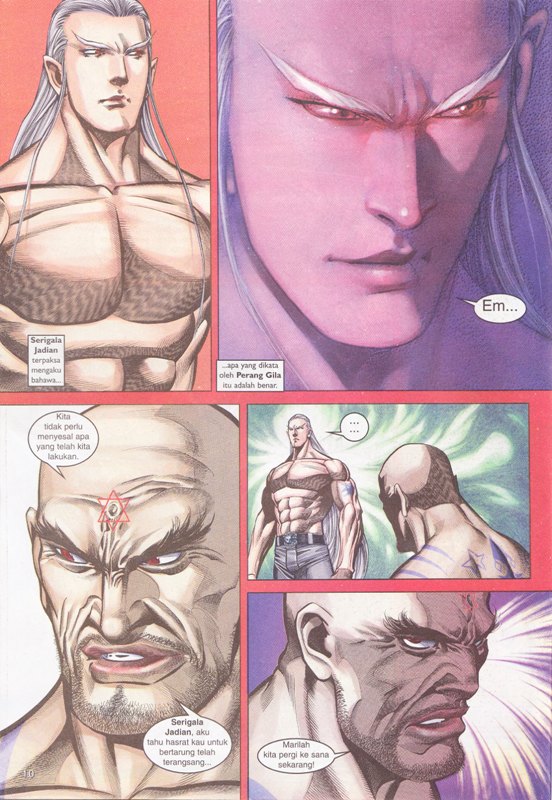 Serigala
Jadian
terpaksa
mengaku
bahawa...
...apa yang dikata
oleh Perang Gila
itu adalah benar.
Em...
Kita
tidak perlu
menyesal apa
yang telah kita
lakukan.
...
...
Serigala
Jadian, aku
tahu hasrat kau untuk
bertarung telah
terangsang...
Marilah
kita pergi ke sana
sekarang!
10